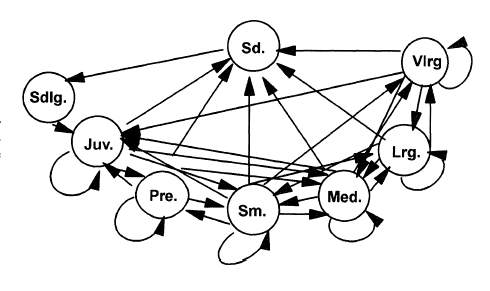 Sd.
Vlrg
Sdlg.
Juv.
Lrg.
Pre.
Sm.
Med.